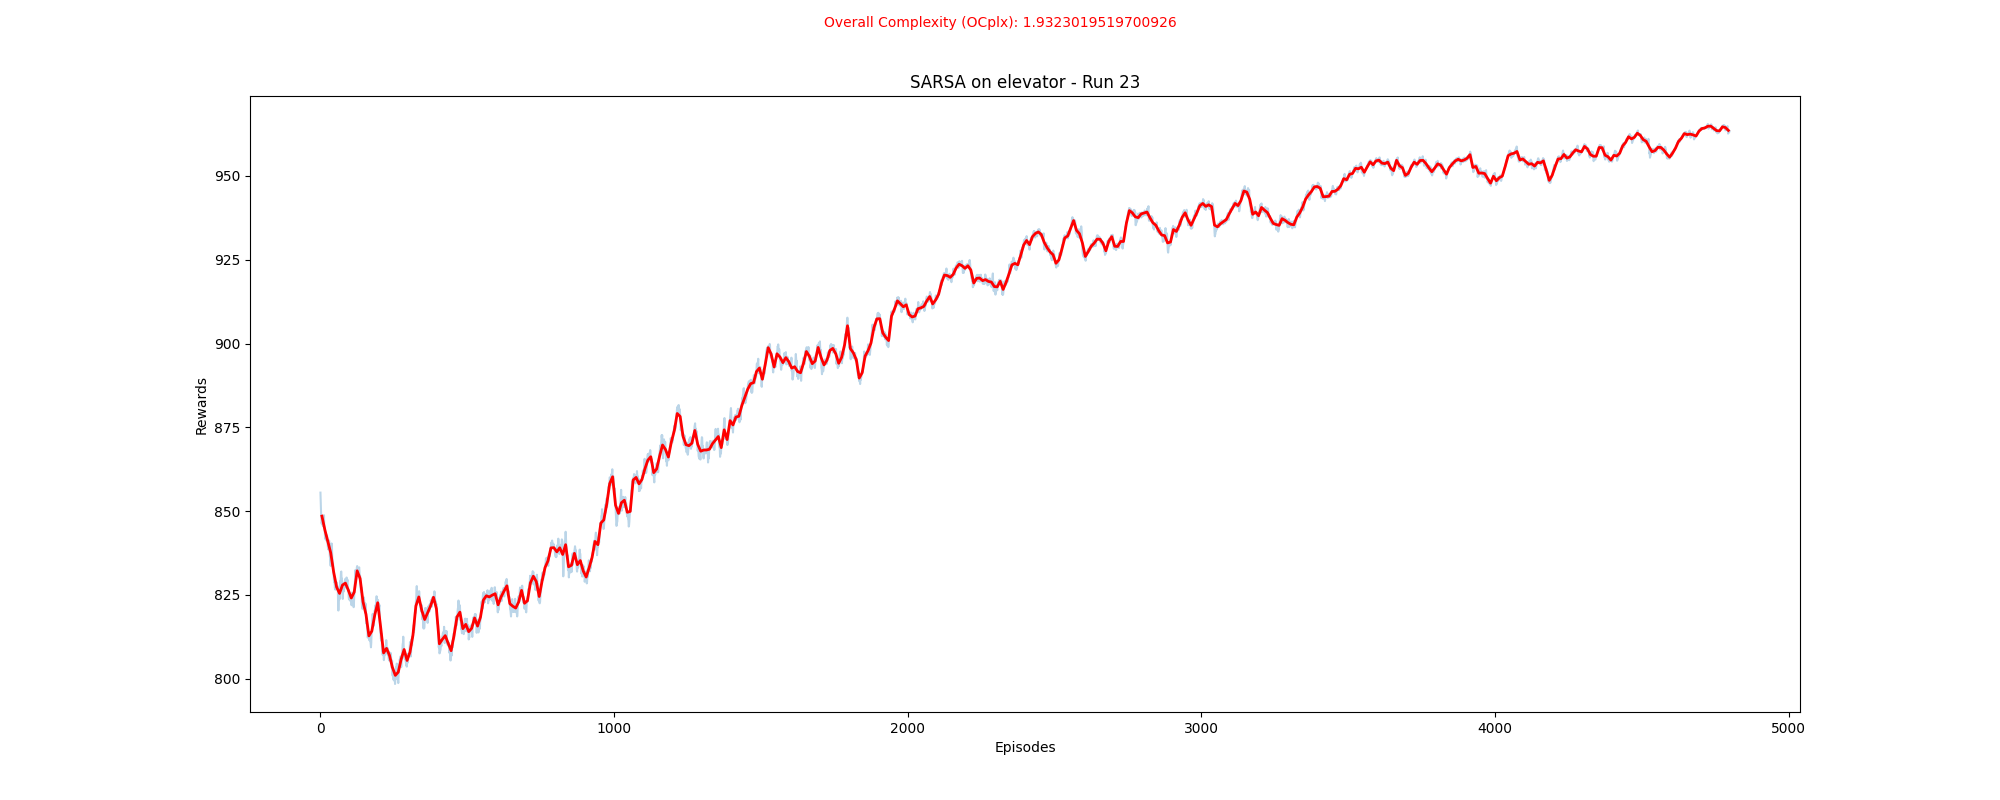 Overall Complexity (OCplx): 1.9323019519700926
SARSA on elevator - Run 23
950
925
900
875
850
825
800
Rewards
0 1000 2000 3000 4000 5000
Episodes